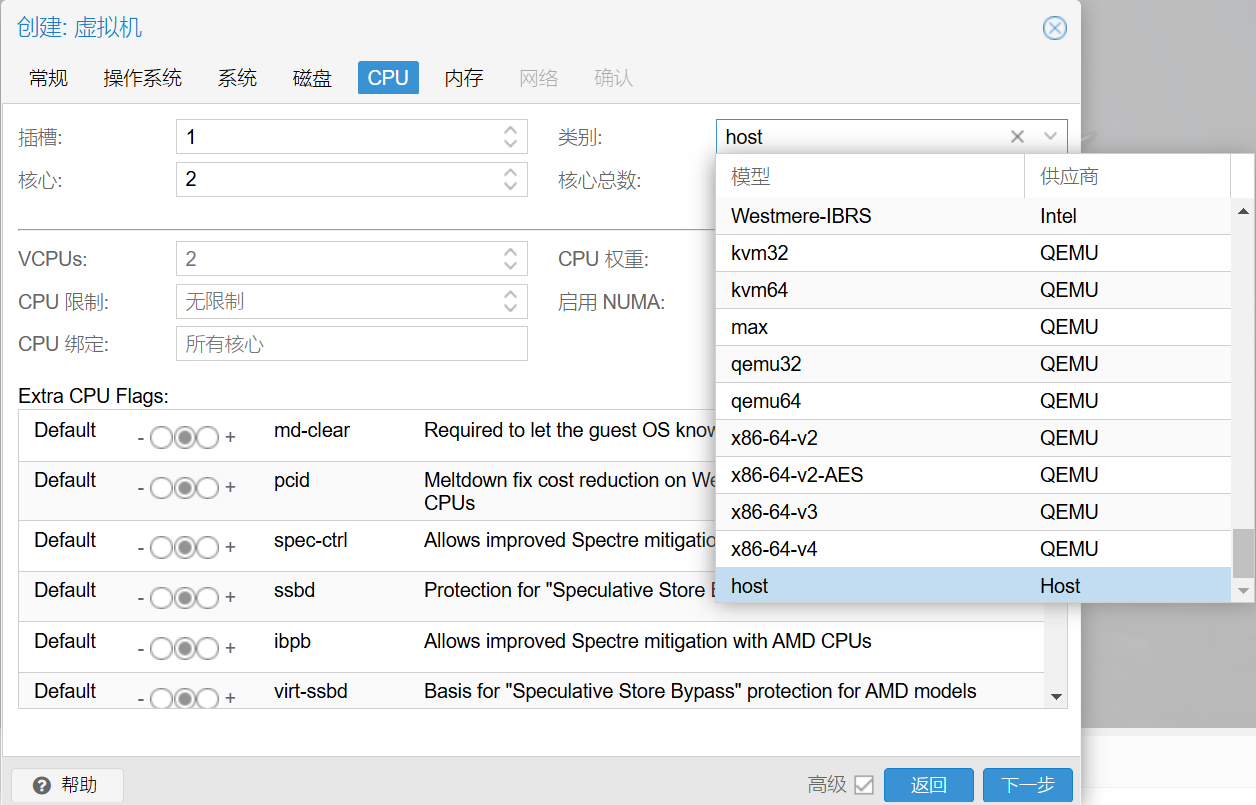 创建: 虚拟机
常规 操作系统 系统 磁盘 CPU 内存 网络 确认
插槽: 1 类别: host
核心: 2 核心总数:
模型 供应商
Westmere-IBRS Intel
kvm32 QEMU
kvm64 QEMU
max QEMU
qemu32 QEMU
qemu64 QEMU
x86-64-v2 QEMU
x86-64-v2-AES QEMU
x86-64-v3 QEMU
x86-64-v4 QEMU
host Host
VCPUs: 2 CPU 权重:
CPU 限制: 无限制 启用 NUMA:
CPU 绑定: 所有核心
Extra CPU Flags:
Default - + md-clear Required to let the guest OS know
Default - + pcid Meltdown fix cost reduction on We
CPUs
Default - + spec-ctrl Allows improved Spectre mitigatio
Default - + ssbd Protection for "Speculative Store B
Default - + ibpb Allows improved Spectre mitigation with AMD CPUs
Default - + virt-ssbd Basis for "Speculative Store Bypass" protection for AMD models
帮助 高级 返回 下一步